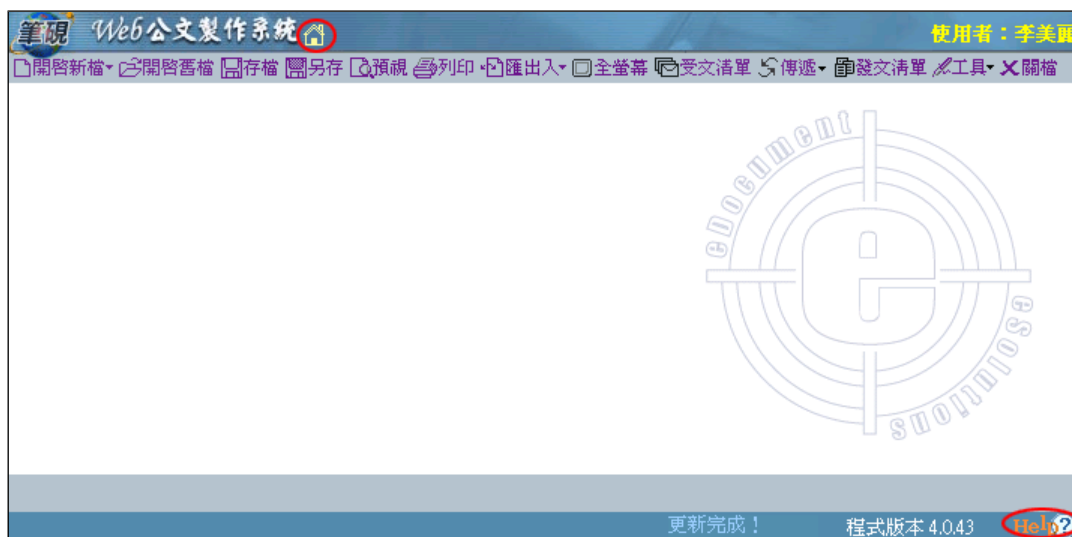 筆硯 Web公文製作系統 使用者：李美麗
開啓新檔 開啓舊檔 存檔 另存 預視 列印 匯出入 全螢幕 受文清單 傳遞 發文清單 工具 關檔
eDocument
e
eSolutions
更新完成！ 程式版本 4.0.43 Help?